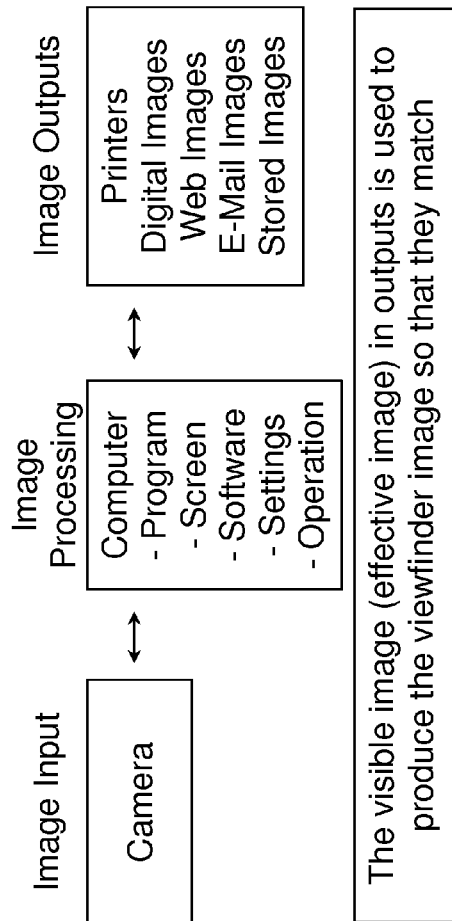 Image Input
Camera
Image
Processing
Computer
- Program
- Screen
- Software
- Settings
- Operation
Image Outputs
Printers
Digital Images
Web Images
E-Mail Images
Stored Images
The visible image (effective image) in outputs is used to
produce the viewfinder image so that they match